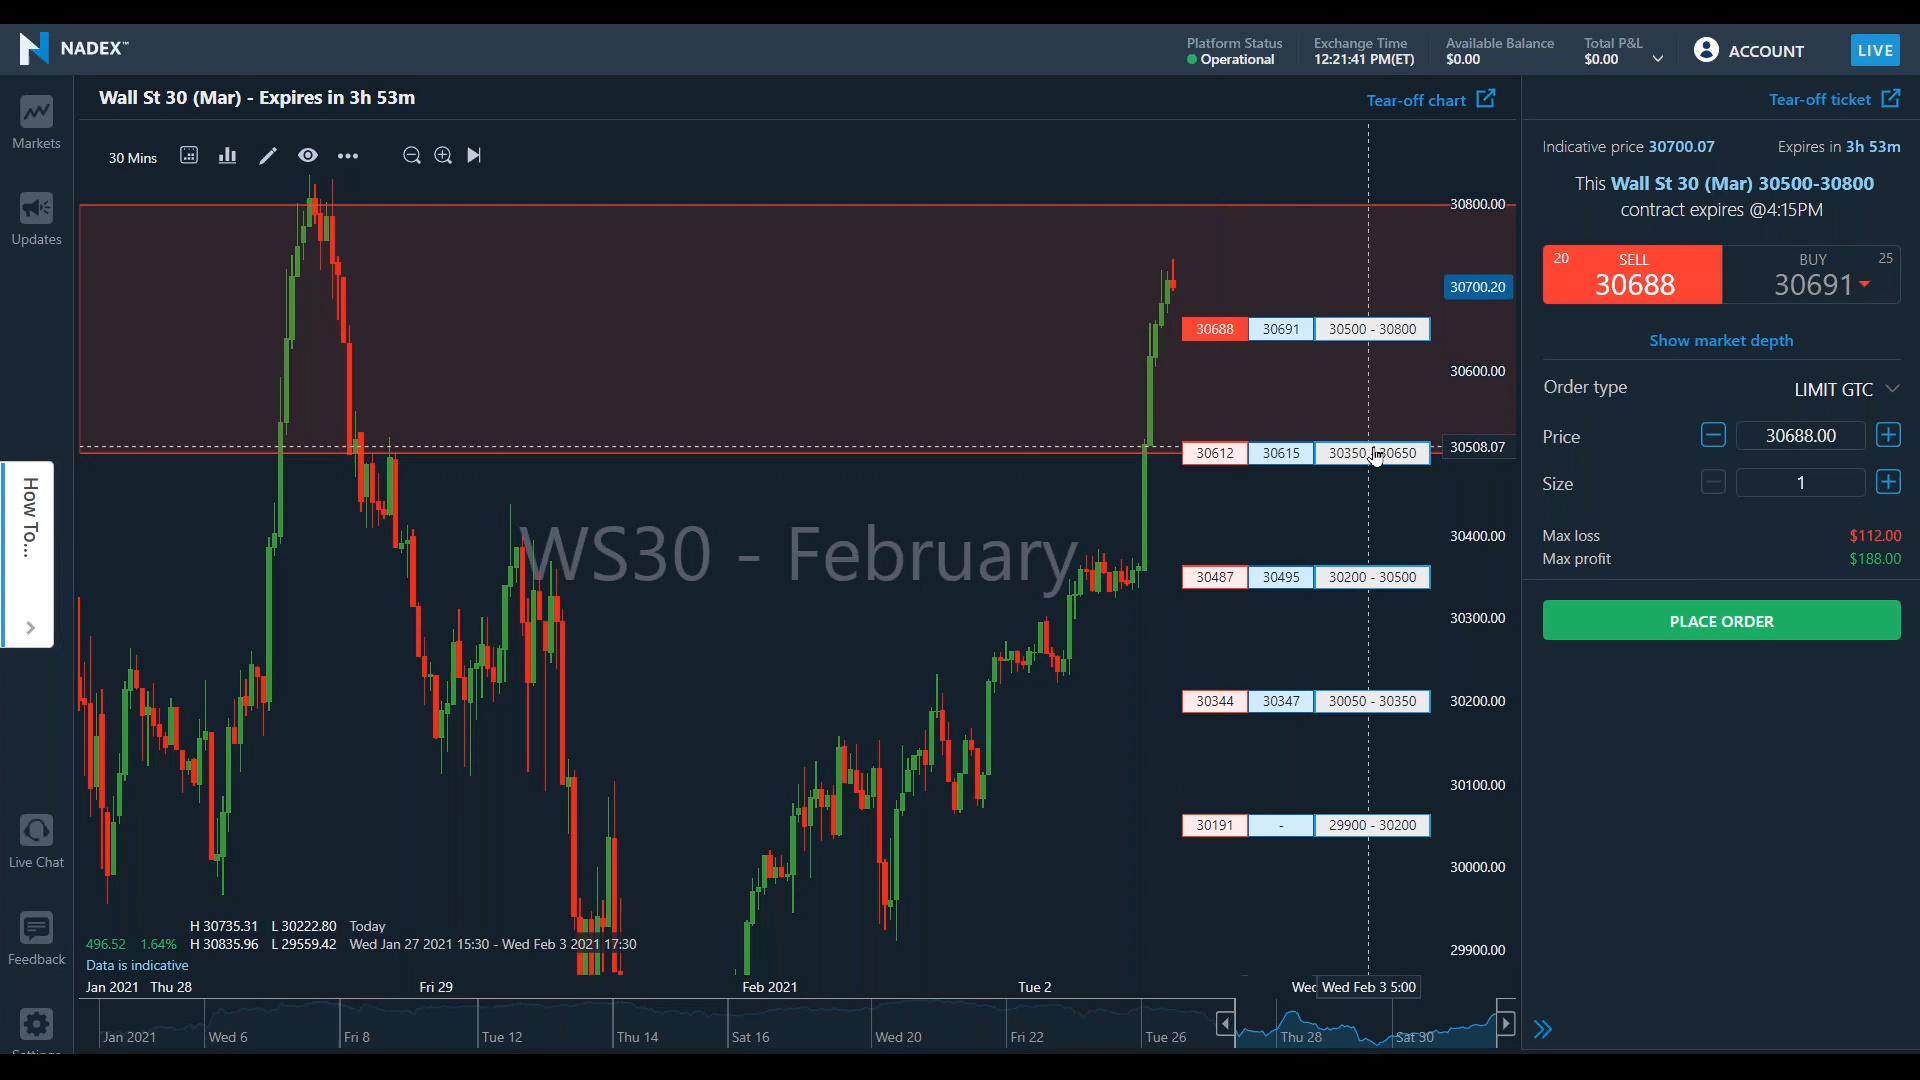 NADEX™
Platform Status
Operational
Exchange Time
12:21:41 PM(ET)
Available Balance
$0.00
Total P&L
$0.00
ACCOUNT
LIVE
Markets
Updates
How To...
Live Chat
Feedback
Wall St 30 (Mar) - Expires in 3h 53m
Tear-off chart
30 Mins
WS30 - February
30688 30691 30500 - 30800
30612 30615 30350 - 30650
30487 30495 30200 - 30500
30344 30347 30050 - 30350
30191 - 29900 - 30200
30800.00
30700.20
30600.00
30508.07
30400.00
30300.00
30200.00
30100.00
30000.00
29900.00
H 30735.31 L 30222.80 Today
496.52 1.64% H 30835.96 L 29559.42 Wed Jan 27 2021 15:30 - Wed Feb 3 2021 17:30
Data is indicative
Jan 2021 Thu 28 Fri 29 Feb 2021 Tue 2 Wed Feb 3 5:00
Jan 2021 Wed 6 Fri 8 Tue 12 Thu 14 Sat 16 Wed 20 Fri 22 Tue 26 Thu 28 Sat 30
Tear-off ticket
Indicative price 30700.07 Expires in 3h 53m
This Wall St 30 (Mar) 30500-30800
contract expires @4:15PM
20 SELL
30688
BUY 25
30691
Show market depth
Order type LIMIT GTC
Price 30688.00
Size 1
Max loss $112.00
Max profit $188.00
PLACE ORDER